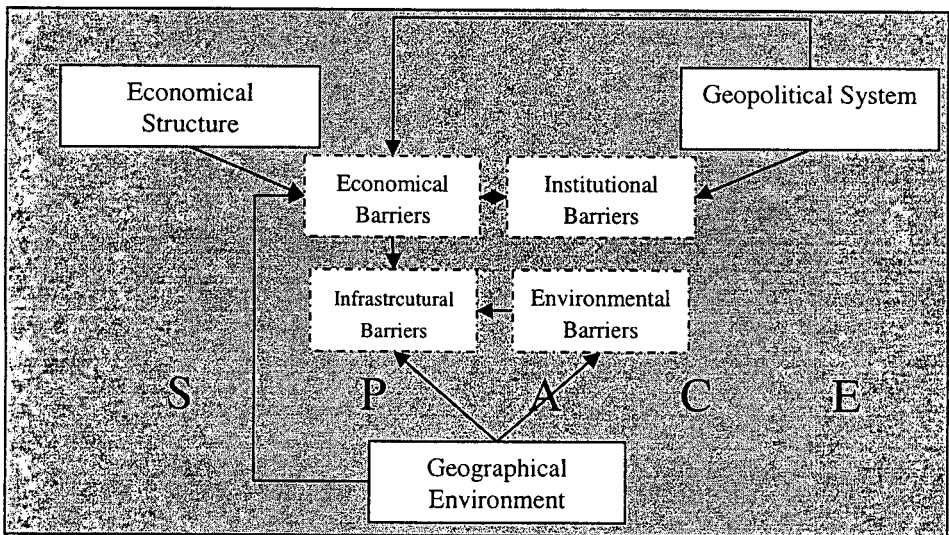 Economical
Structure
Geopolitical System
Economical
Barriers
Institutional
Barriers
Infrastrcutural
Barriers
Environmental
Barriers
S P A C E
Geographical
Environment